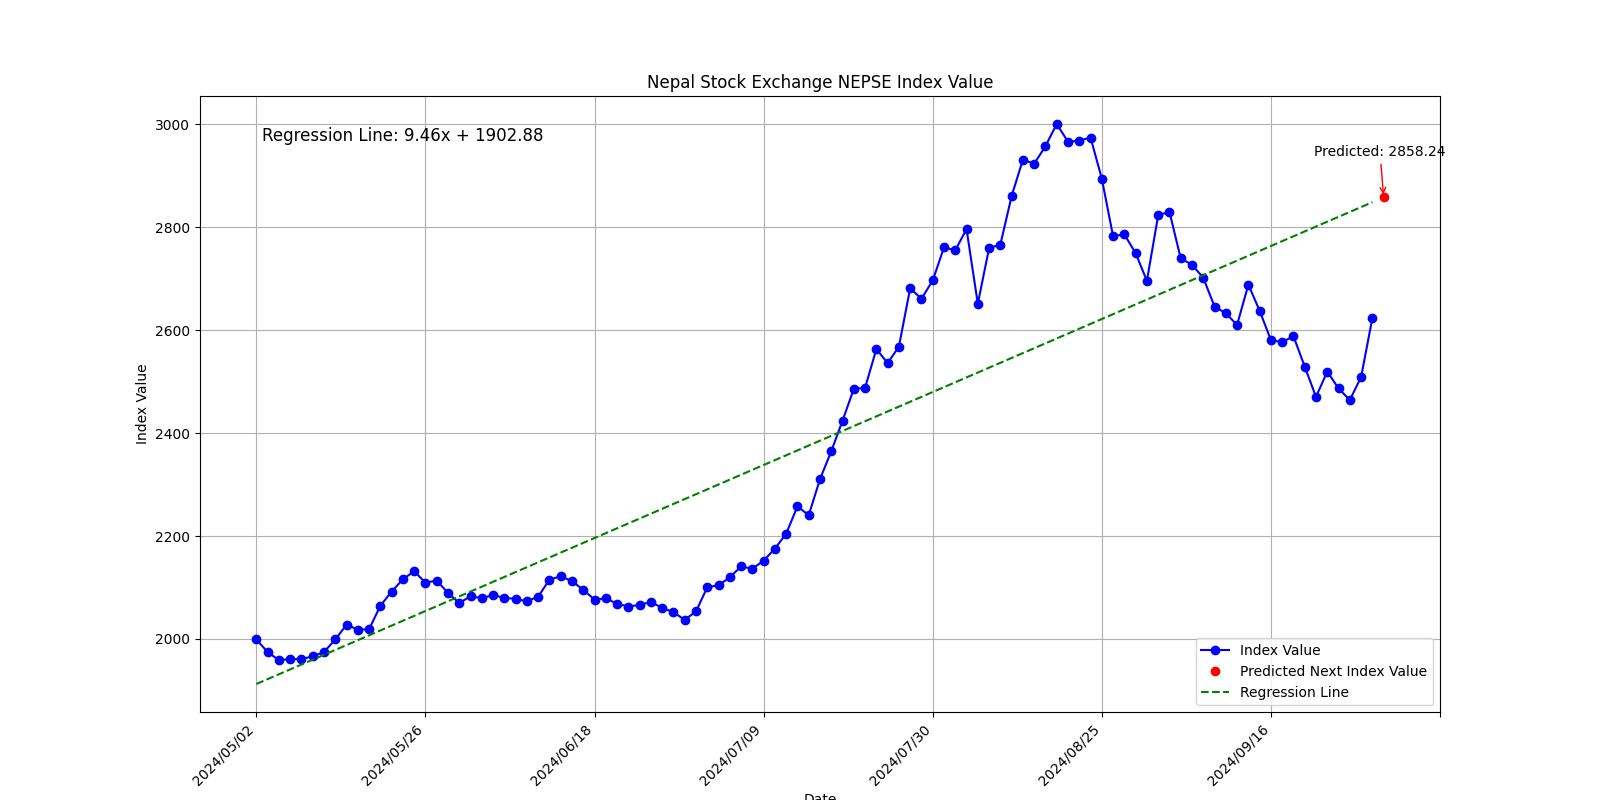 Nepal Stock Exchange NEPSE Index Value
Regression Line: 9.46x + 1902.88
Predicted: 2858.24
3000
2800
2600
2400
2200
2000
Index Value
Index Value
Predicted Next Index Value
Regression Line
2024/05/02
2024/05/26
2024/06/18
2024/07/09
2024/07/30
2024/08/25
2024/09/16
Date